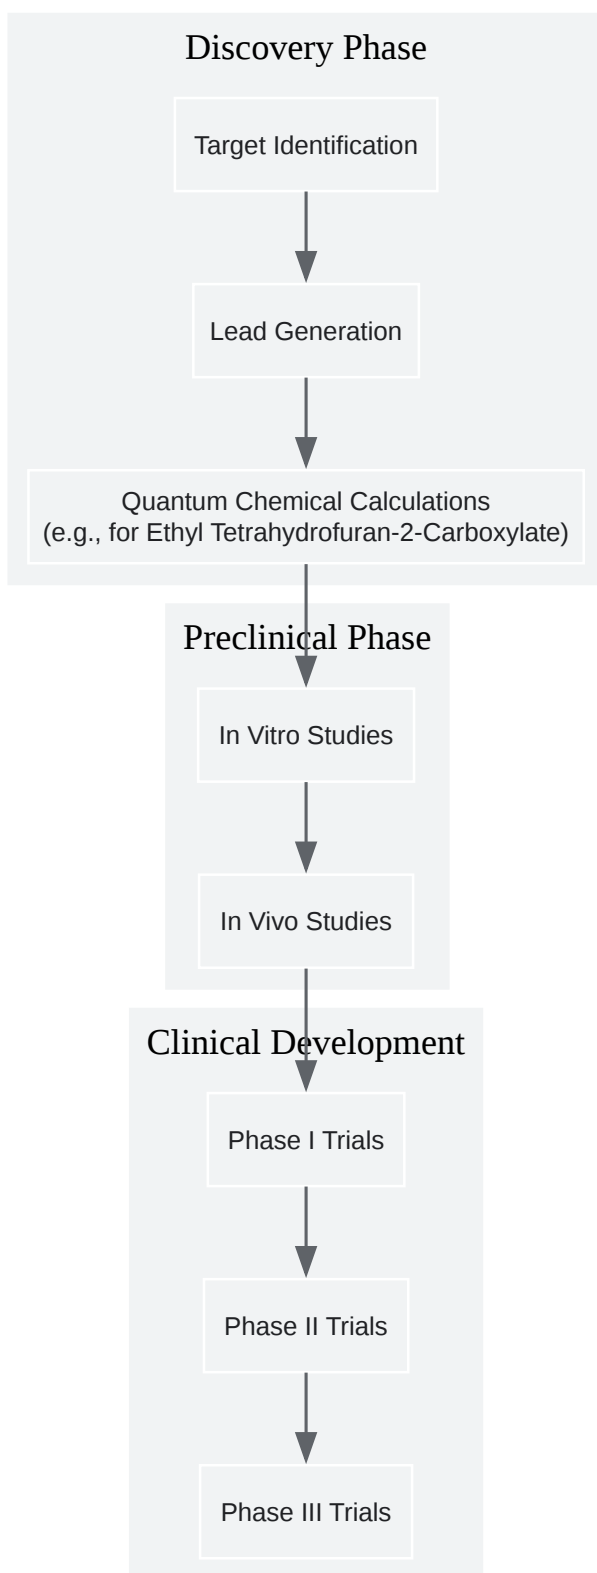 Discovery Phase
Target Identification
Lead Generation
Quantum Chemical Calculations
(e.g., for Ethyl Tetrahydrofuran-2-Carboxylate)
Preclinical Phase
In Vitro Studies
In Vivo Studies
Clinical Development
Phase I Trials
Phase II Trials
Phase III Trials